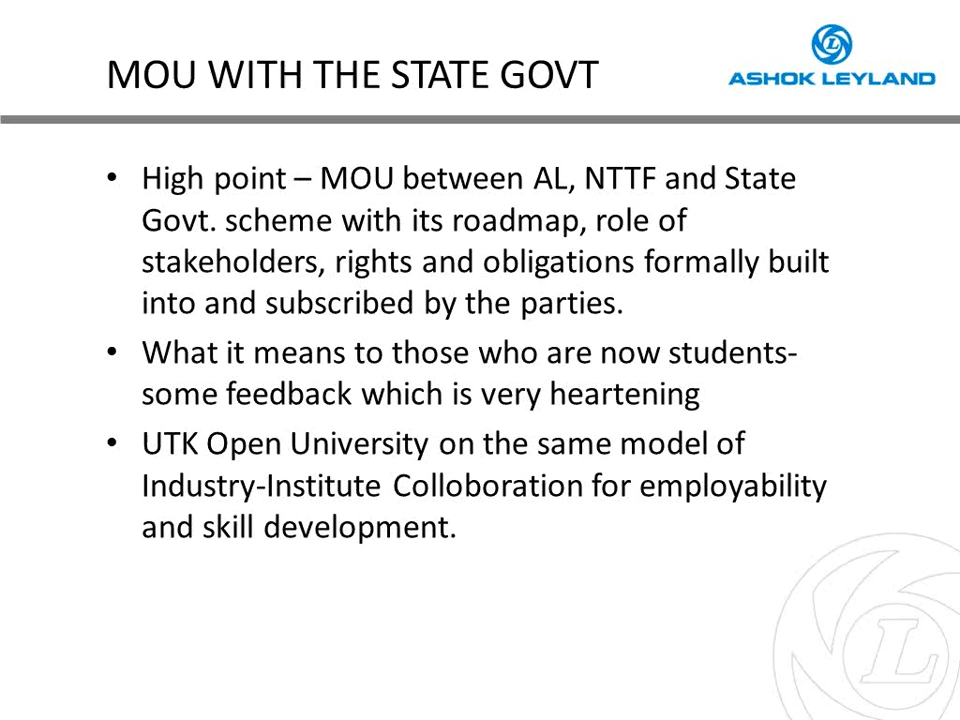 MOU WITH THE STATE GOVT
ASHOK LEYLAND
• High point – MOU between AL, NTTF and State
Govt. scheme with its roadmap, role of
stakeholders, rights and obligations formally built
into and subscribed by the parties.
• What it means to those who are now students-
some feedback which is very heartening
• UTK Open University on the same model of
Industry-Institute Colloboration for employability
and skill development.
L
L